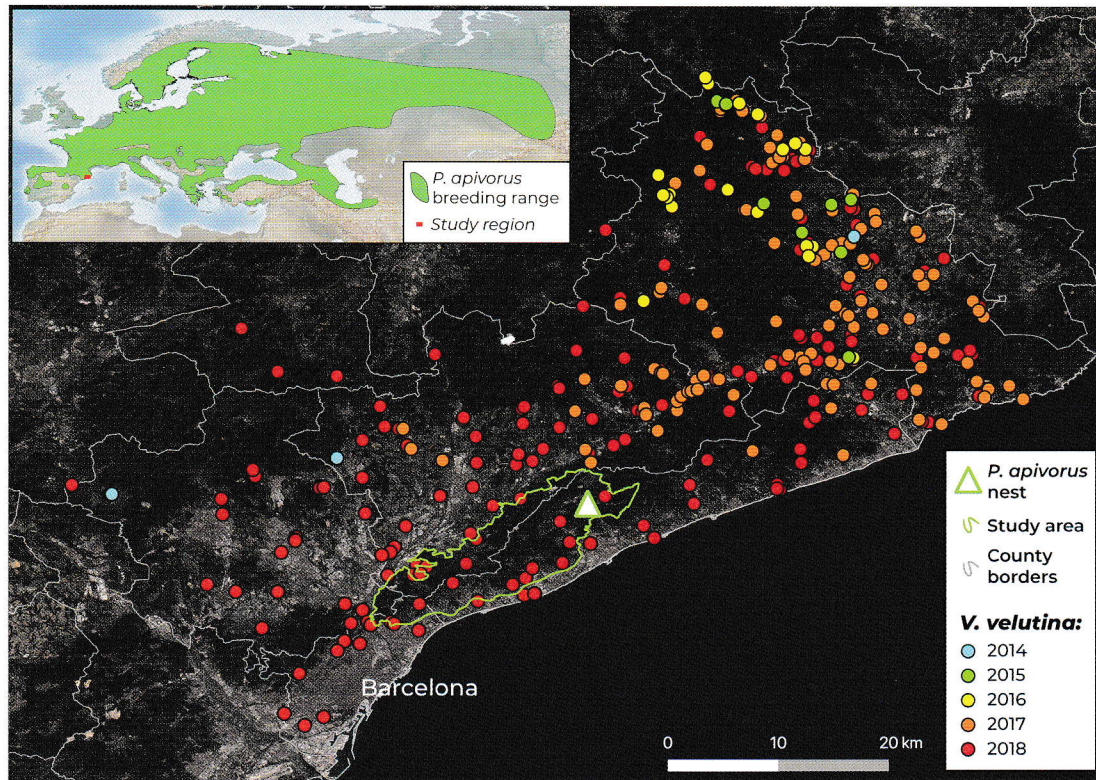 P. apivorus
breeding range
Study region
P. apivorus
nest
Study area
County
borders
V. velutina:
2014
2015
2016
2017
2018
Barcelona
0 10 20 km